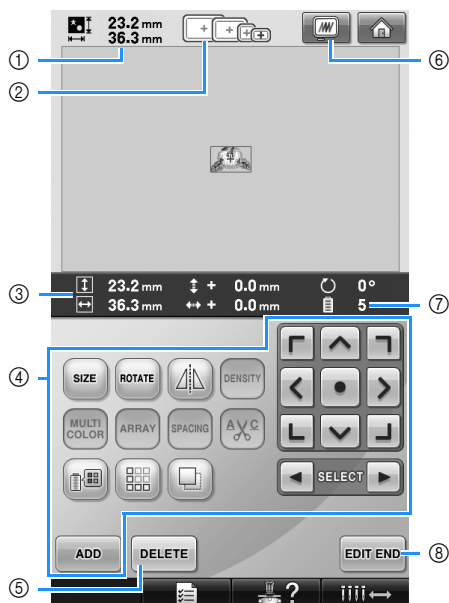 23.2 mm
36.3 mm
①
②
⑥
③
23.2 mm + 0.0 mm 0°
36.3 mm + 0.0 mm 5
⑦
④
SIZE ROTATE DENSITY
MULTI COLOR ARRAY SPACING A C
SELECT
ADD DELETE EDIT END
⑧
⑤
?